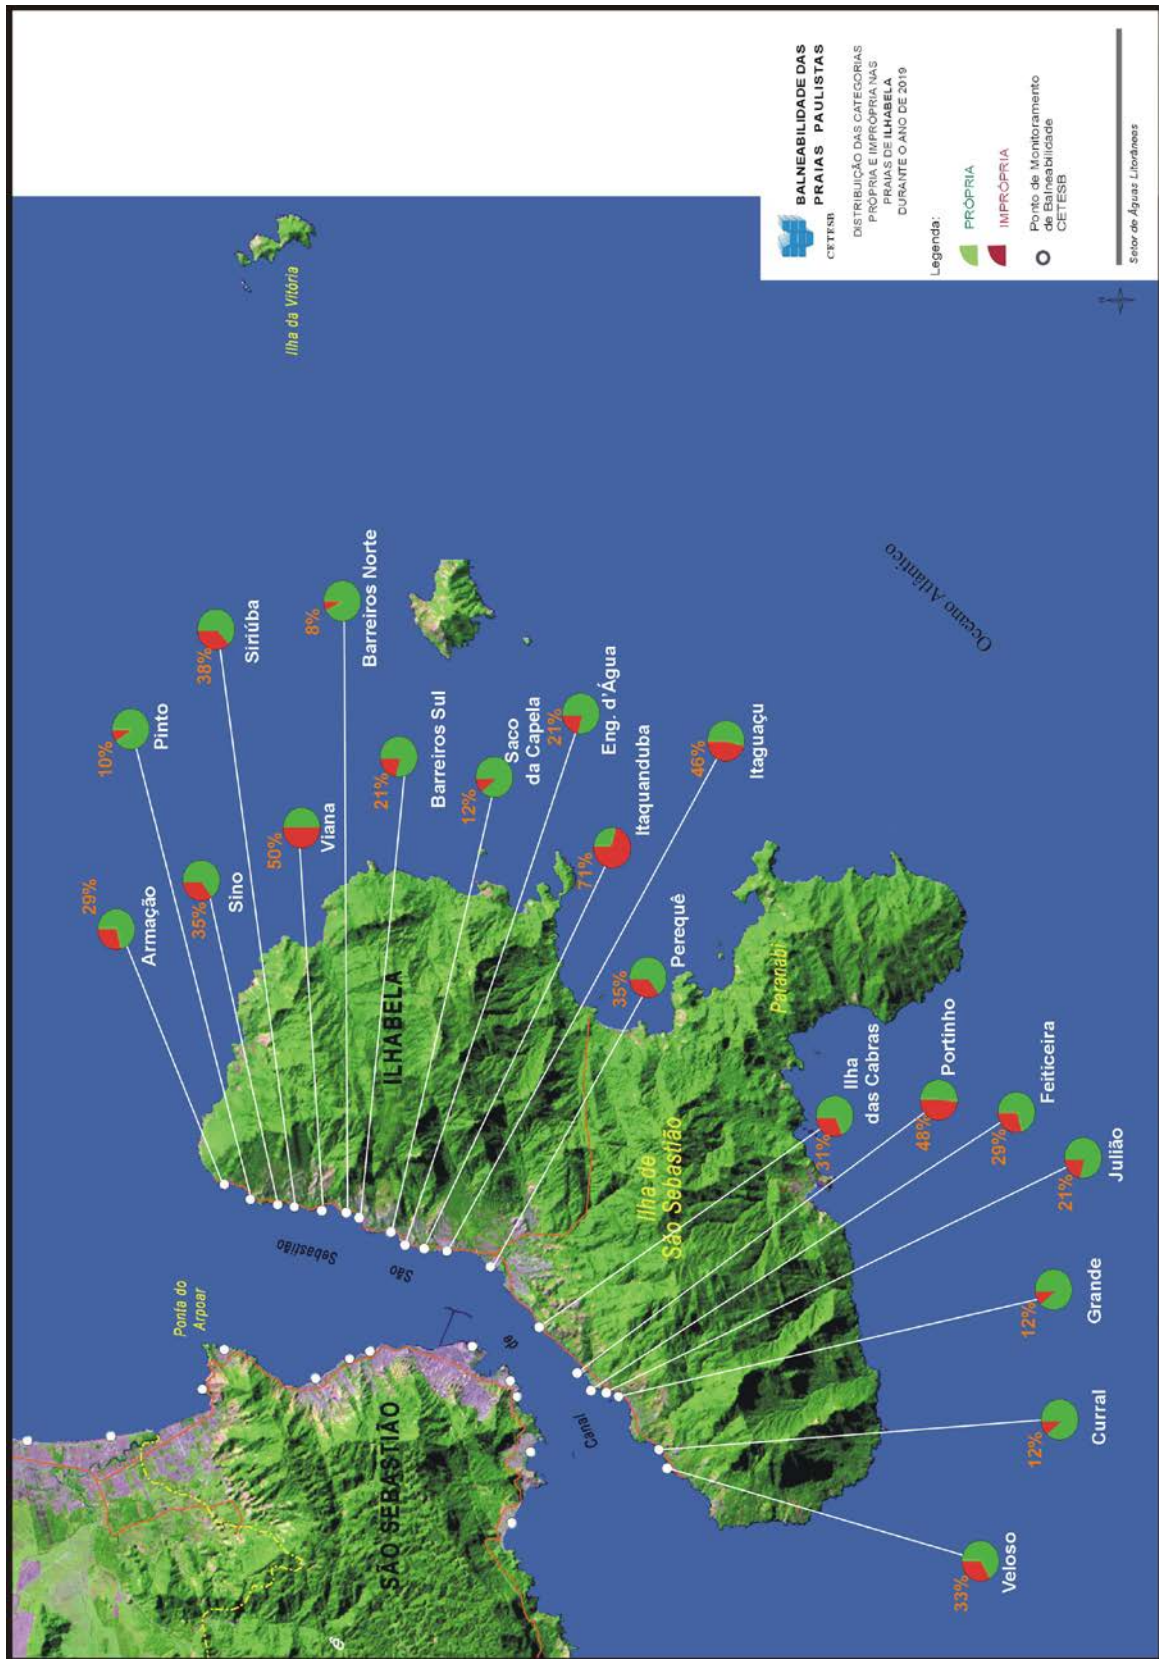 BALNEABILIDADE DAS
PRAIAS PAULISTAS
CETESB
DISTRIBUIÇÃO DAS CATEGORIAS
PRÓPRIA E IMPRÓPRIA NAS
PRAIAS DE ILHABELA
DURANTE O ANO DE 2019
Legenda:
PRÓPRIA
IMPRÓPRIA
Ponto de Monitoramento
de Balneabilidade
CETESB
Setor de Águas Litorâneas
N
Ilha da Vitória
Oceano Atlântico
29%
Armação
10%
Pinto
35%
Sino
38%
Siriúba
50%
Viana
8%
Barreiros Norte
21%
Barreiros Sul
12%
Saco
da Capela
21%
Eng. d'Água
71%
Itaquanduba
46%
Itaguaçu
35%
Perequê
31%
Ilha
das Cabras
48%
Portinho
29%
Feiticeira
21%
Julião
12%
Grande
12%
Curral
33%
Veloso
ILHABELA
Ilha de
São Sebastião
Paranabi
Ponta do
Arpoar
SÃO SEBASTIÃO
Canal
de
São
Sebastião